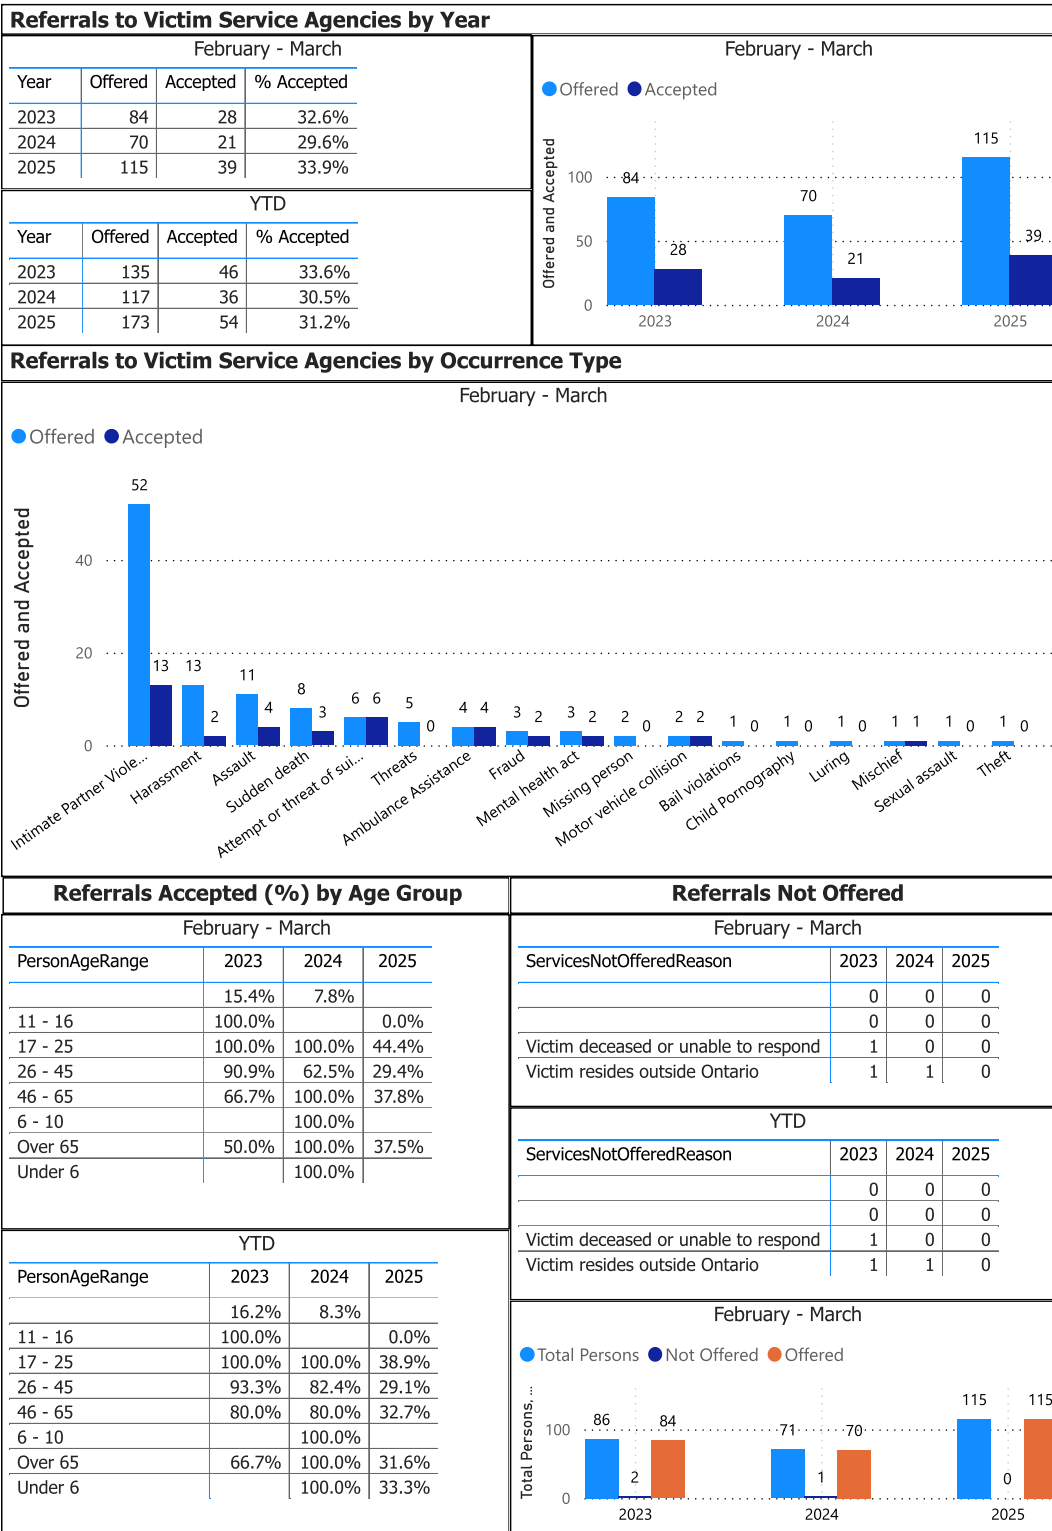 Referrals to Victim Service Agencies by Year
February - March
Year Offered Accepted % Accepted
2023 84 28 32.6%
2024 70 21 29.6%
2025 115 39 33.9%
YTD
Year Offered Accepted % Accepted
2023 135 46 33.6%
2024 117 36 30.5%
2025 173 54 31.2%
February - March
Offered Accepted
Offered and Accepted
100
50
0
84
28
70
21
115
39
2023 2024 2025
Referrals to Victim Service Agencies by Occurrence Type
February - March
Offered Accepted
Offered and Accepted
40
20
0
52 13
13 2
11 4
8 3
6 6
5 0
4 4
3 2
3 2
2 0
2 2
1 0
1 0
1 0
1 1
1 0
1 0
Intimate Partner Viole...
Harassment
Assault
Sudden death
Attempt or threat of sui...
Threats
Ambulance Assistance
Fraud
Mental health act
Missing person
Motor vehicle collision
Bail violations
Child Pornography
Luring
Mischief
Sexual assault
Theft
Referrals Accepted (%) by Age Group
February - March
PersonAgeRange 2023 2024 2025
15.4% 7.8%
11 - 16 100.0% 0.0%
17 - 25 100.0% 100.0% 44.4%
26 - 45 90.9% 62.5% 29.4%
46 - 65 66.7% 100.0% 37.8%
6 - 10 100.0%
Over 65 50.0% 100.0% 37.5%
Under 6 100.0%
YTD
PersonAgeRange 2023 2024 2025
16.2% 8.3%
11 - 16 100.0% 0.0%
17 - 25 100.0% 100.0% 38.9%
26 - 45 93.3% 82.4% 29.1%
46 - 65 80.0% 80.0% 32.7%
6 - 10 100.0%
Over 65 66.7% 100.0% 31.6%
Under 6 100.0% 33.3%
Referrals Not Offered
February - March
ServicesNotOfferedReason 2023 2024 2025
0 0 0
0 0 0
Victim deceased or unable to respond 1 0 0
Victim resides outside Ontario 1 1 0
YTD
ServicesNotOfferedReason 2023 2024 2025
0 0 0
0 0 0
Victim deceased or unable to respond 1 0 0
Victim resides outside Ontario 1 1 0
February - March
Total Persons Not Offered Offered
Total Persons, ...
100
0
86 2 84
71 1 70
115 0 115
2023 2024 2025